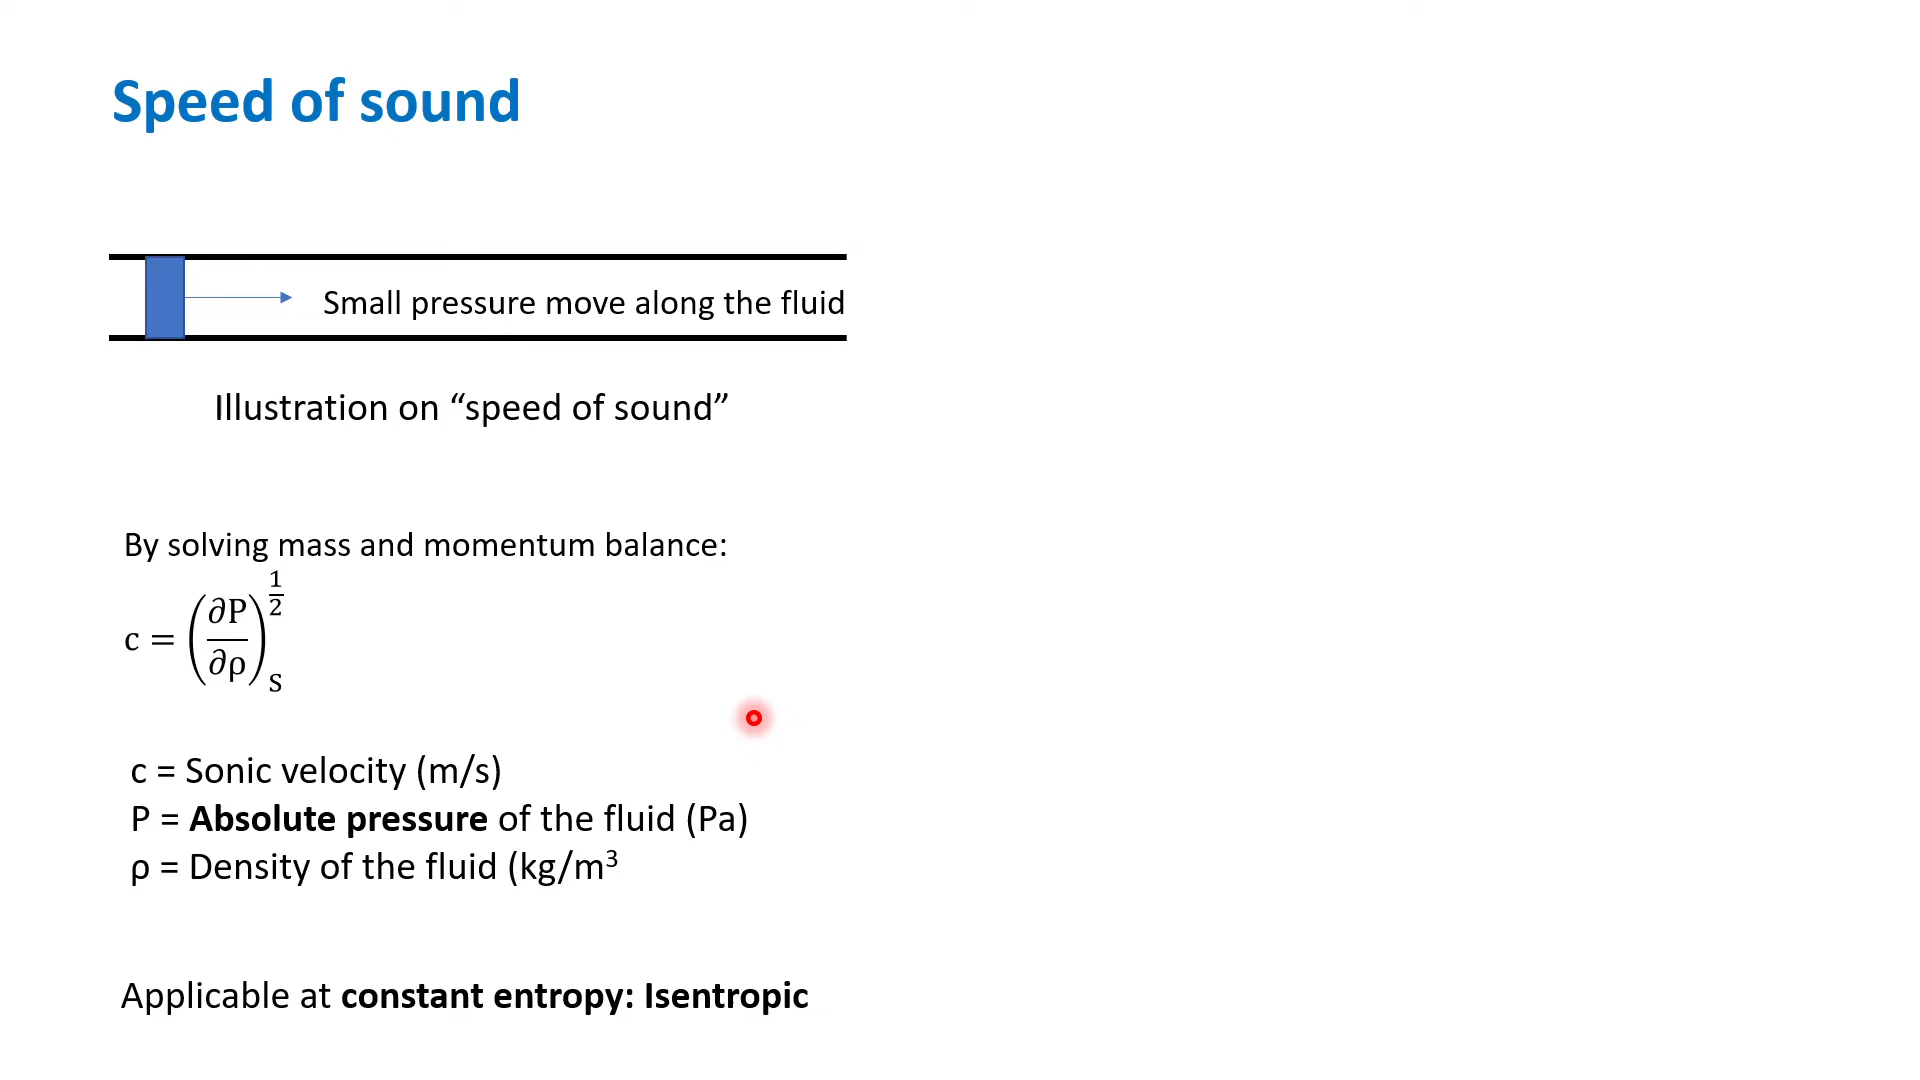 Speed of sound
Small pressure move along the fluid
Illustration on “speed of sound”
By solving mass and momentum balance:
c = (∂P/∂ρ)_S^(1/2)
c = Sonic velocity (m/s)
P = Absolute pressure of the fluid (Pa)
ρ = Density of the fluid (kg/m³
Applicable at constant entropy: Isentropic